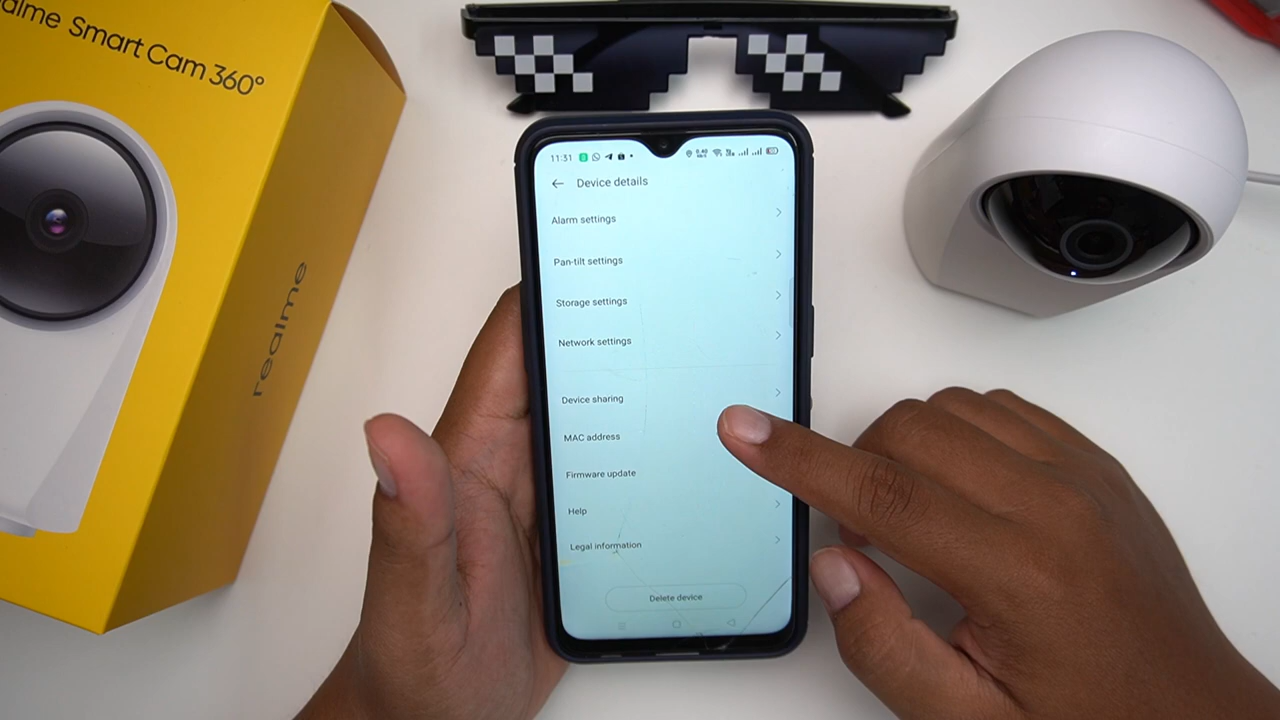 realme Smart Cam 360°
realme
11:31
Device details
Alarm settings
Pan-tilt settings
Storage settings
Network settings
Device sharing
MAC address
Firmware update
Help
Legal information
Delete device